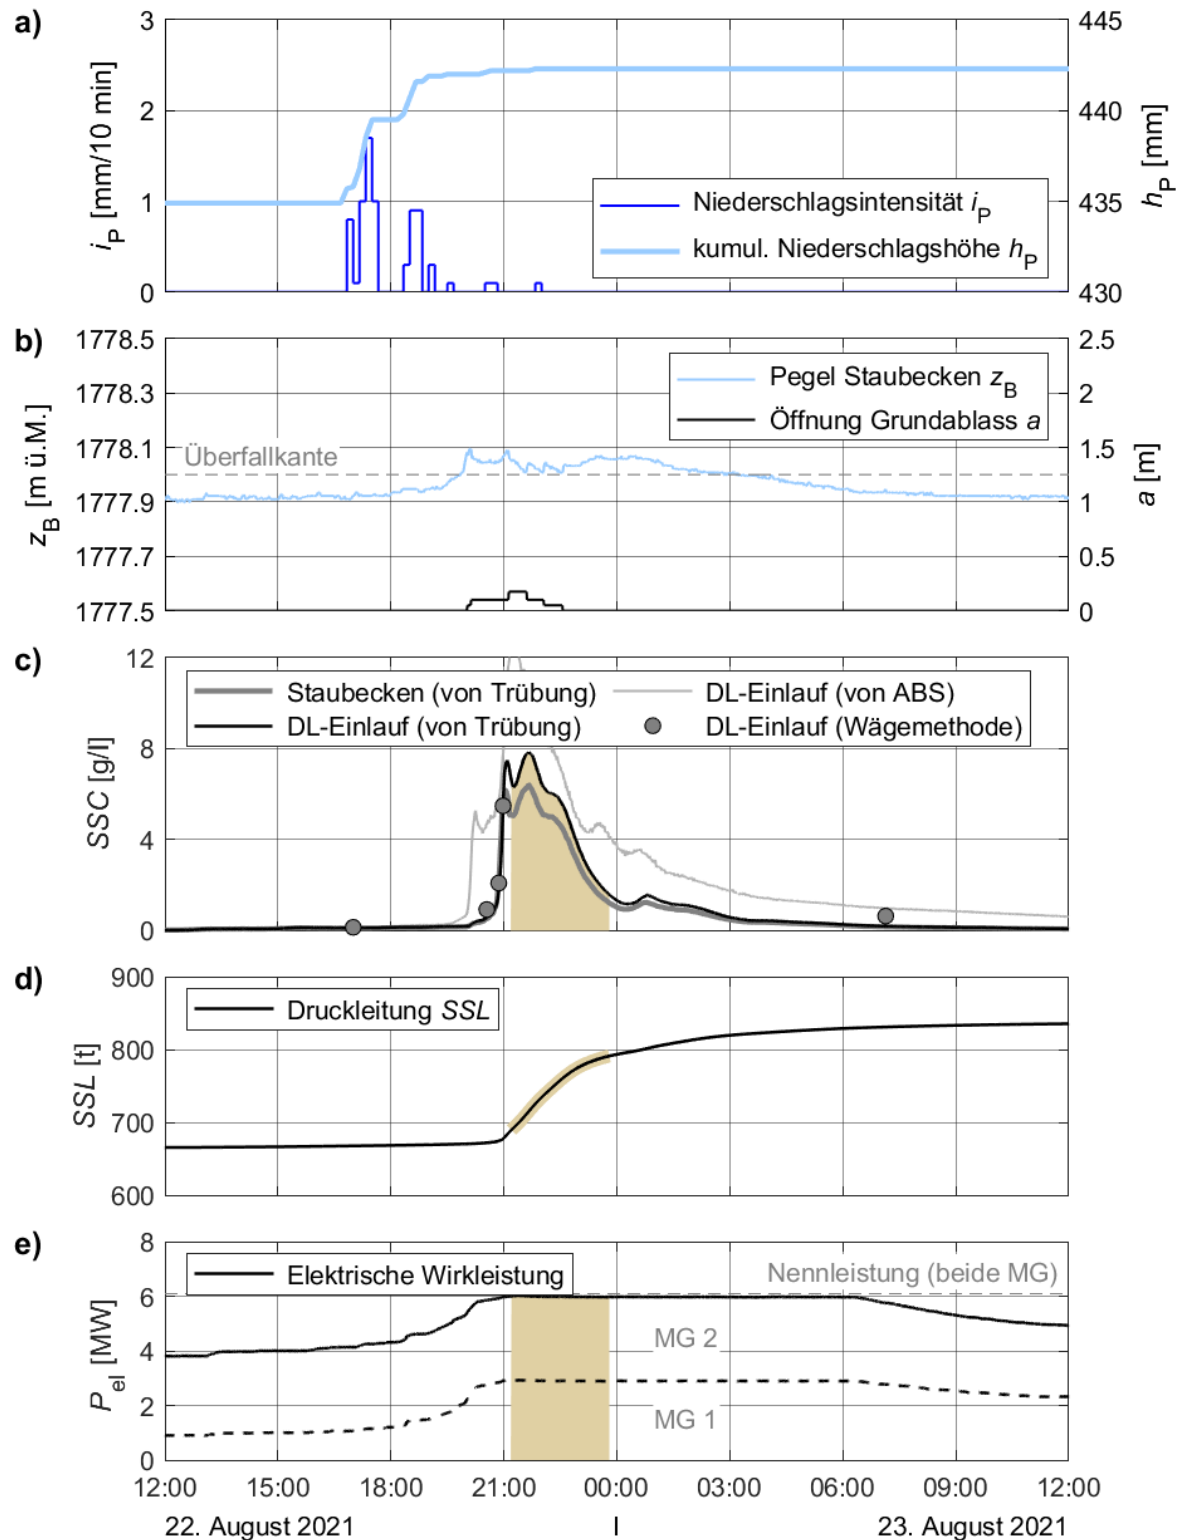 a)
3
2
1
0
i_P [mm/10 min]
445
440
435
430
h_P [mm]
Niederschlagsintensität i_P
kumul. Niederschlagshöhe h_P
b)
1778.5
1778.3
1778.1
1777.9
1777.7
1777.5
z_B [m ü.M.]
2.5
2
1.5
1
0.5
0
a [m]
Pegel Staubecken z_B
Öffnung Grundablass a
Überfallkante
c)
12
8
4
0
SSC [g/l]
Staubecken (von Trübung)
DL-Einlauf (von ABS)
DL-Einlauf (von Trübung)
DL-Einlauf (Wägemethode)
d)
900
800
700
600
SSL [t]
Druckleitung SSL
e)
8
6
4
2
0
P_el [MW]
Elektrische Wirkleistung
Nennleistung (beide MG)
MG 2
MG 1
12:00 15:00 18:00 21:00 00:00 03:00 06:00 09:00 12:00
22. August 2021 | 23. August 2021